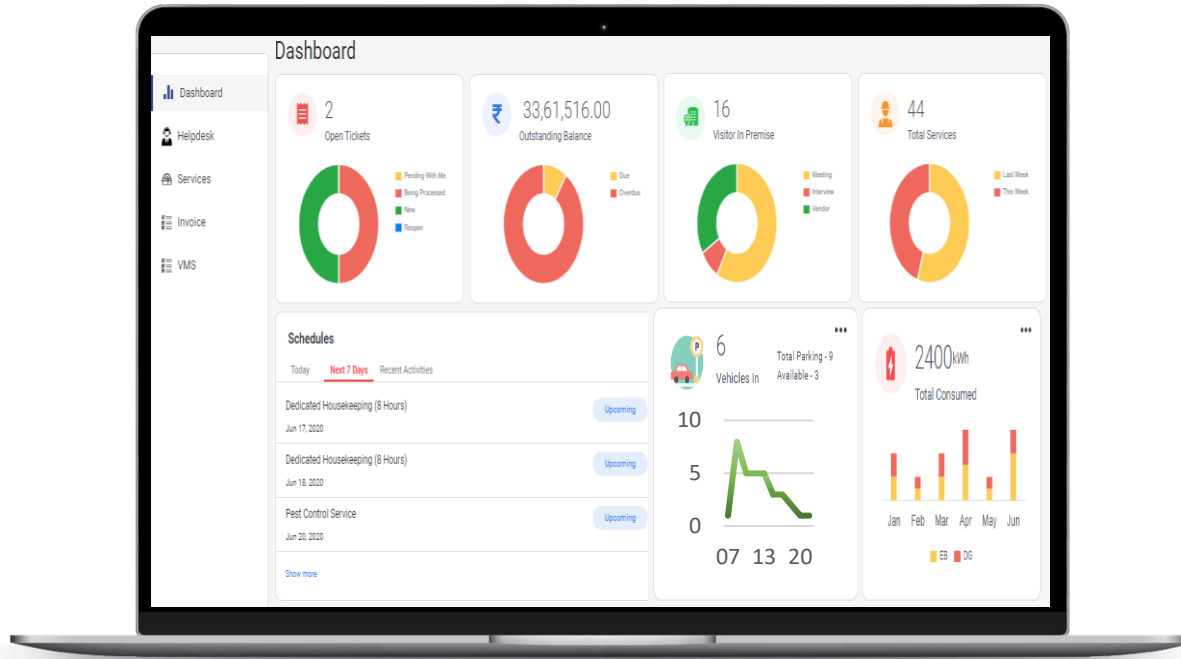 Dashboard
Dashboard
Helpdesk
Services
Invoice
VMS
2
Open Tickets
Pending With Me
Being Processed
New
Reopen
₹
33,61,516.00
Outstanding Balance
Due
Overdue
16
Visitor In Premise
Meeting
Interview
Vendor
44
Total Services
Last Week
This Week
Schedules
Today Next 7 Days Recent Activities
Dedicated Housekeeping (8 Hours)
Upcoming
Jun 17, 2020
Dedicated Housekeeping (8 Hours)
Upcoming
Jun 18, 2020
Pest Control Service
Upcoming
Jun 20, 2020
Show more
P
6
Vehicles In
Total Parking - 9
Available - 3
10
5
0
07 13 20
2400kWh
Total Consumed
Jan Feb Mar Apr May Jun
EB DG